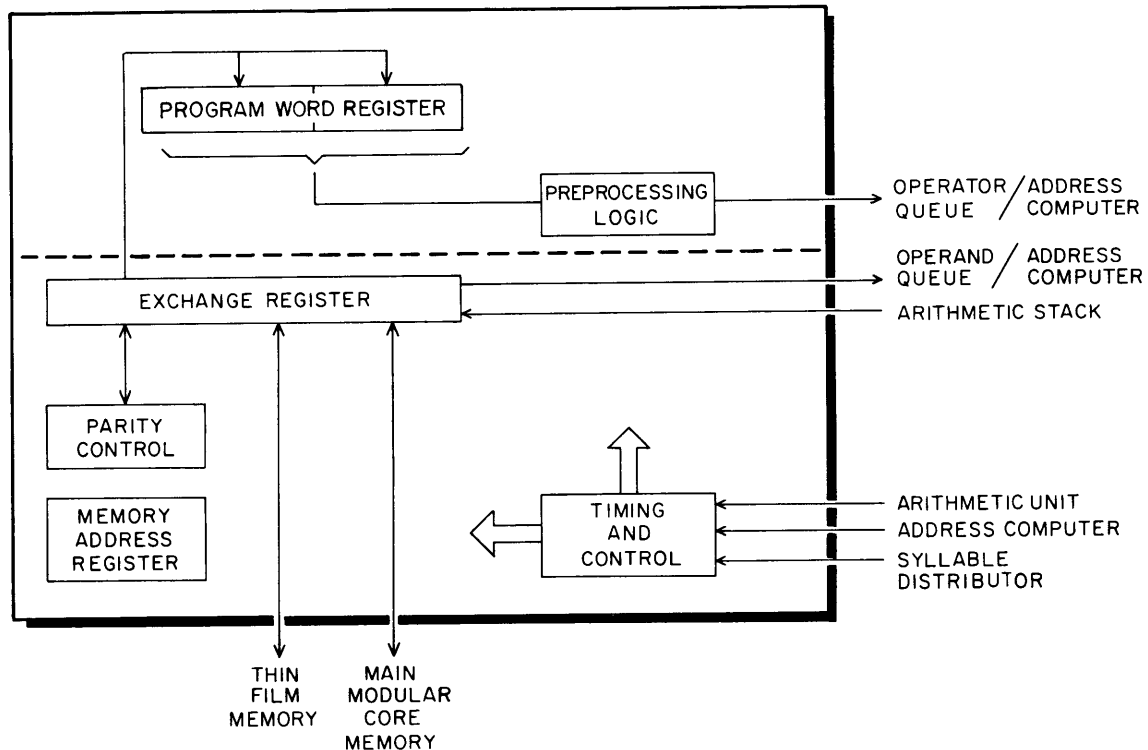 PROGRAM WORD REGISTER
PREPROCESSING
LOGIC
OPERATOR / ADDRESS
QUEUE COMPUTER
OPERAND / ADDRESS
QUEUE COMPUTER
EXCHANGE REGISTER
ARITHMETIC STACK
PARITY
CONTROL
MEMORY
ADDRESS
REGISTER
TIMING
AND
CONTROL
ARITHMETIC UNIT
ADDRESS COMPUTER
SYLLABLE
DISTRIBUTOR
THIN
FILM
MEMORY
MAIN
MODULAR
CORE
MEMORY